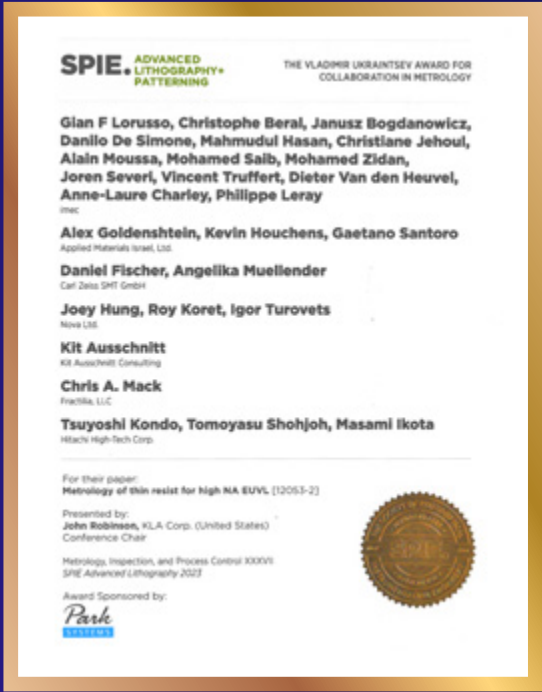 SPIE. ADVANCED
LITHOGRAPHY+
PATTERNING
THE VLADIMIR UKRAINTSEV AWARD FOR
COLLABORATION IN METROLOGY
Gian F Lorusso, Christophe Beral, Janusz Bogdanowicz,
Danilo De Simone, Mahmudul Hasan, Christiane Jehoul,
Alain Moussa, Mohamed Saib, Mohamed Zidan,
Joren Severi, Vincent Truffert, Dieter Van den Heuvel,
Anne-Laure Charley, Philippe Leray
imec
Alex Goldenshtein, Kevin Houchens, Gaetano Santoro
Applied Materials Israel, Ltd.
Daniel Fischer, Angelika Muellender
Carl Zeiss SMT GmbH
Joey Hung, Roy Koret, Igor Turovets
Nova Ltd.
Kit Ausschnitt
Kit Ausschnitt Consulting
Chris A. Mack
Fractilia, LLC
Tsuyoshi Kondo, Tomoyasu Shohjoh, Masami Ikota
Hitachi High-Tech Corp.
For their paper:
Metrology of thin resist for high NA EUVL [12053-2]
Presented by:
John Robinson, KLA Corp. (United States)
Conference Chair
Metrology, Inspection, and Process Control XXXVII
SPIE Advanced Lithography 2023
Award Sponsored by:
Park
SYSTEMS
SPIE